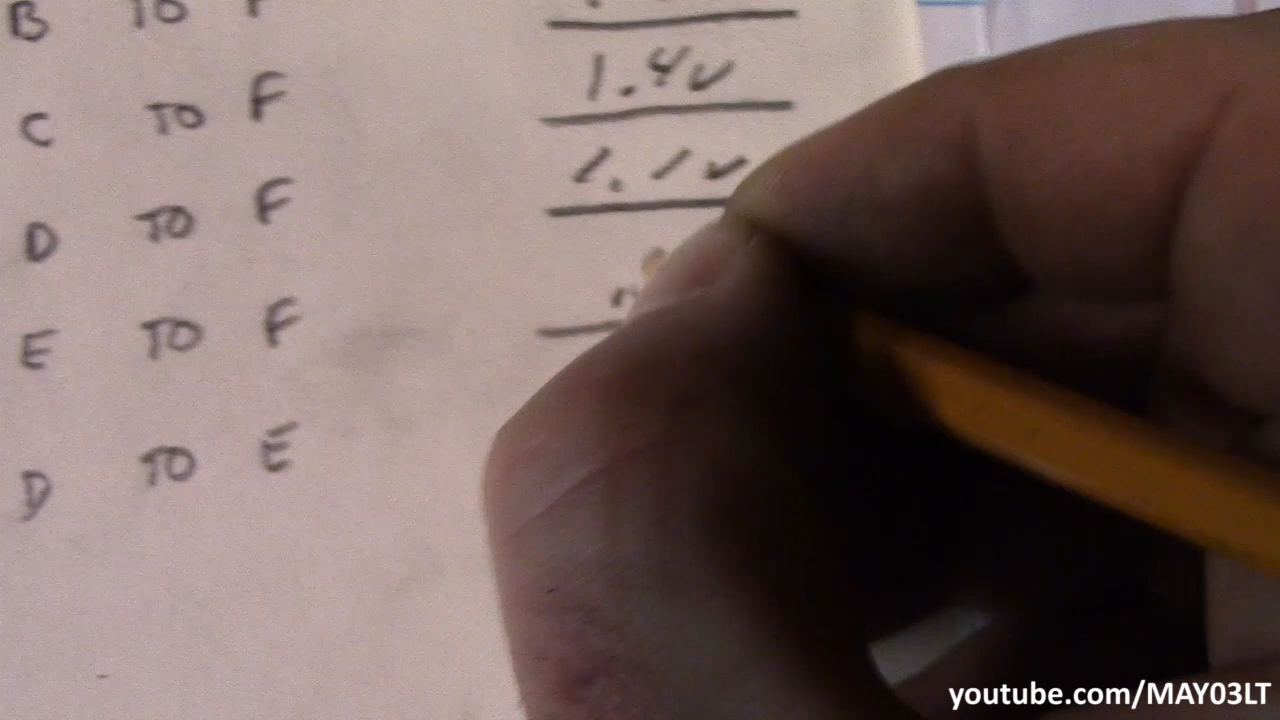 B TO F
C TO F 1.4V
D TO F 1.1V
E TO F
D TO E
youtube.com/MAY03LT